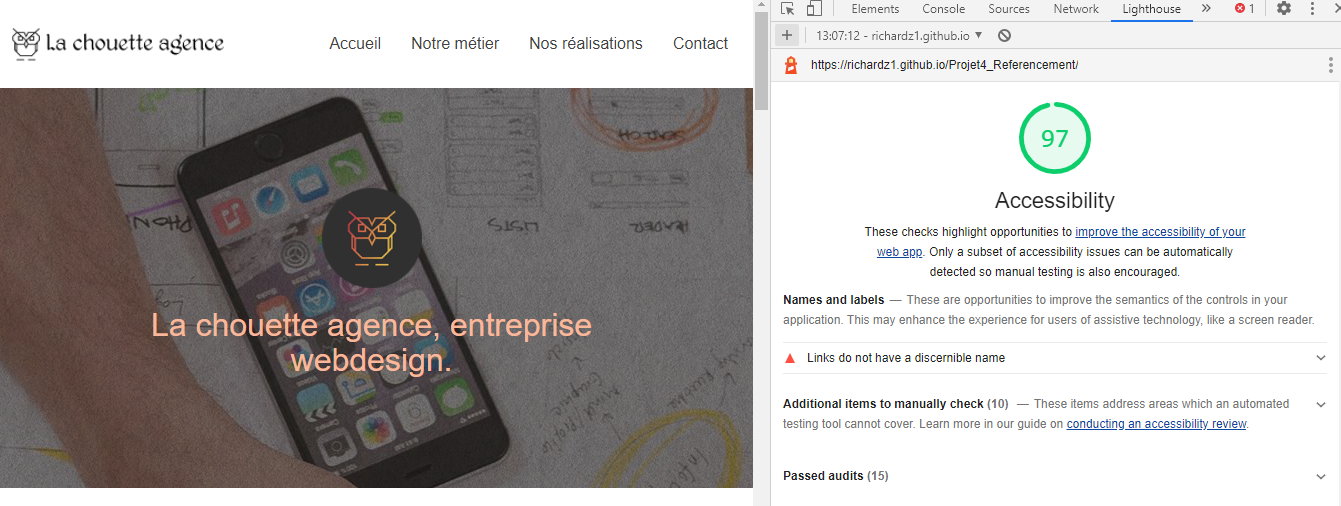 La chouette agence
Accueil
Notre métier
Nos réalisations
Contact
SEARCH
LISTS
HEADER
La chouette agence, entreprise
webdesign.
Elements
Console
Sources
Network
Lighthouse
1
13:07:12 - richardz1.github.io
https://richardz1.github.io/Projet4_Referencement/
97
Accessibility
These checks highlight opportunities to improve the accessibility of your
web app. Only a subset of accessibility issues can be automatically
detected so manual testing is also encouraged.
Names and labels — These are opportunities to improve the semantics of the controls in your
application. This may enhance the experience for users of assistive technology, like a screen reader.
Links do not have a discernible name
Additional items to manually check (10) — These items address areas which an automated
testing tool cannot cover. Learn more in our guide on conducting an accessibility review.
Passed audits (15)